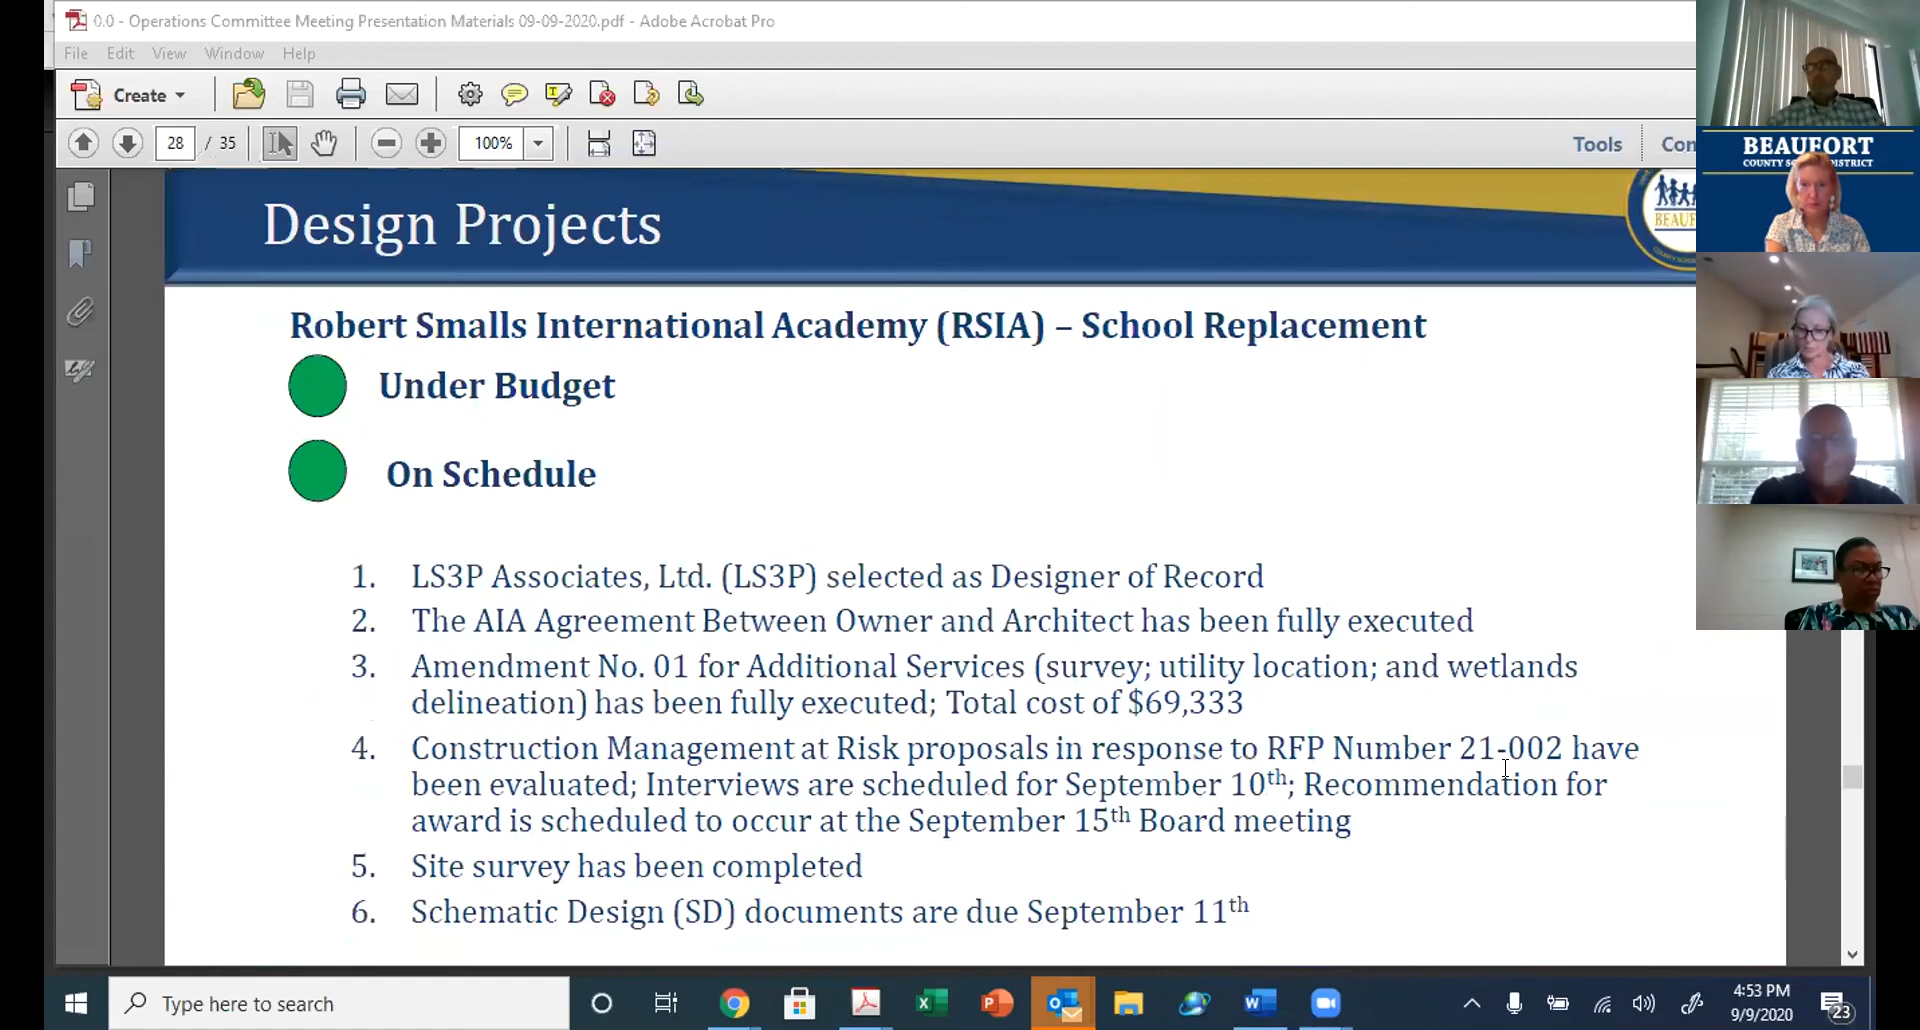 0.0 - Operations Committee Meeting Presentation Materials 09-09-2020.pdf - Adobe Acrobat Pro
File Edit View Window Help
Create
28 / 35 100% Tools
Design Projects
BEAUFORT
Robert Smalls International Academy (RSIA) – School Replacement
Under Budget
On Schedule
1. LS3P Associates, Ltd. (LS3P) selected as Designer of Record
2. The AIA Agreement Between Owner and Architect has been fully executed
3. Amendment No. 01 for Additional Services (survey; utility location; and wetlands
delineation) has been fully executed; Total cost of $69,333
4. Construction Management at Risk proposals in response to RFP Number 21-002 have
been evaluated; Interviews are scheduled for September 10th; Recommendation for
award is scheduled to occur at the September 15th Board meeting
5. Site survey has been completed
6. Schematic Design (SD) documents are due September 11th
Type here to search
4:53 PM
9/9/2020
23